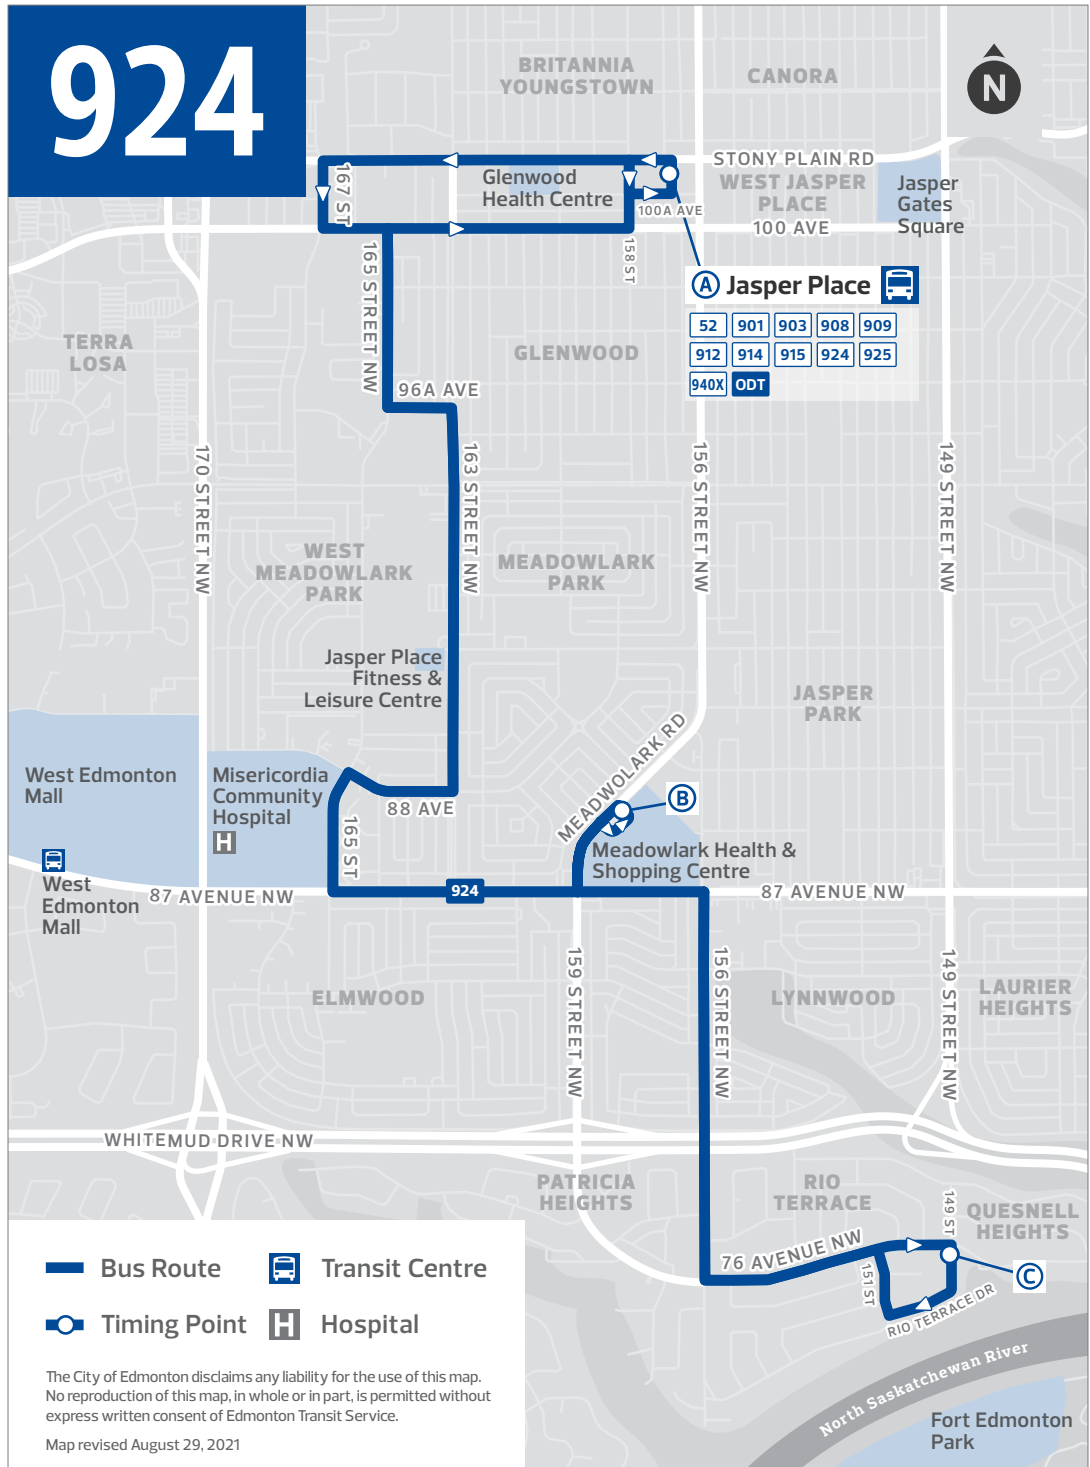 924
N
BRITANNIA
YOUNGSTOWN
CANORA
STONY PLAIN RD
WEST JASPER
PLACE
Jasper
Gates
Square
167 ST
Glenwood
Health Centre
100A AVE
100 AVE
158 ST
165 STREET NW
A Jasper Place
52 901 903 908 909
912 914 915 924 925
940X ODT
TERRA
LOSA
GLENWOOD
96A AVE
170 STREET NW
163 STREET NW
156 STREET NW
149 STREET NW
WEST
MEADOWLARK
PARK
MEADOWLARK
PARK
Jasper Place
Fitness &
Leisure Centre
JASPER
PARK
MEADWOLARK RD
West Edmonton
Mall
Misericordia
Community
Hospital
H
88 AVE
B
165 ST
Meadowlark Health &
Shopping Centre
West
Edmonton
Mall
87 AVENUE NW
924
87 AVENUE NW
ELMWOOD
159 STREET NW
156 STREET NW
LYNNWOOD
149 STREET NW
LAURIER
HEIGHTS
WHITEMUD DRIVE NW
PATRICIA
HEIGHTS
RIO
TERRACE
149 ST
QUESNELL
HEIGHTS
76 AVENUE NW
151 ST
C
RIO TERRACE DR
North Saskatchewan River
Fort Edmonton
Park
Bus Route
Transit Centre
Timing Point
H Hospital
The City of Edmonton disclaims any liability for the use of this map.
No reproduction of this map, in whole or in part, is permitted without
express written consent of Edmonton Transit Service.
Map revised August 29, 2021